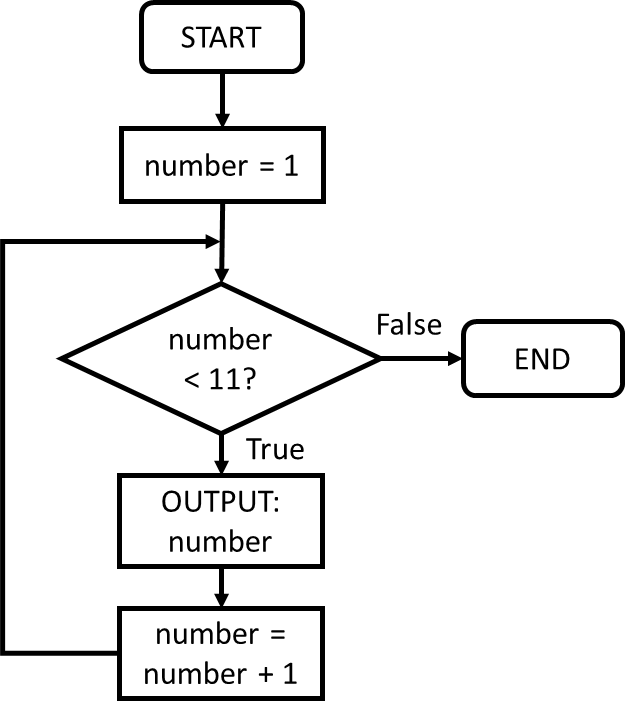 START
number = 1
number
< 11?
False
END
True
OUTPUT:
number
number =
number + 1